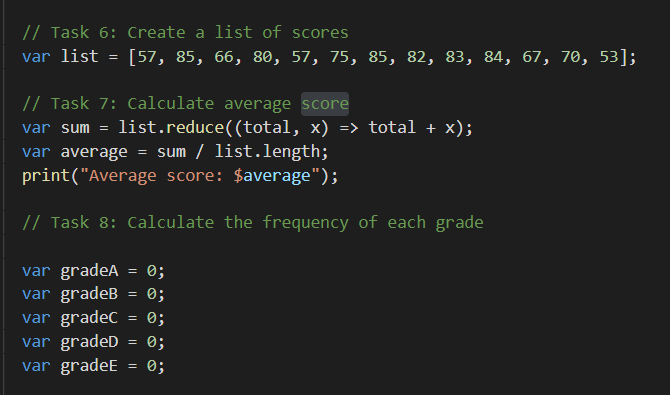 // Task 6: Create a list of scores
var list = [57, 85, 66, 80, 57, 75, 85, 82, 83, 84, 67, 70, 53];
// Task 7: Calculate average score
var sum = list.reduce((total, x) => total + x);
var average = sum / list.length;
print("Average score: $average");
// Task 8: Calculate the frequency of each grade
var gradeA = 0;
var gradeB = 0;
var gradeC = 0;
var gradeD = 0;
var gradeE = 0;